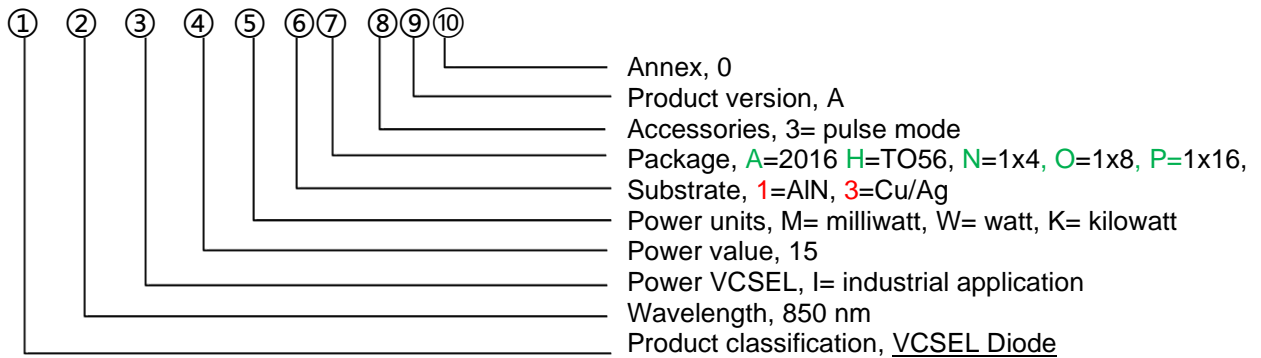 ① ② ③ ④ ⑤ ⑥⑦ ⑧⑨⑩
Annex, 0
Product version, A
Accessories, 3= pulse mode
Package, A=2016 H=TO56, N=1x4, O=1x8, P=1x16,
Substrate, 1=AlN, 3=Cu/Ag
Power units, M= milliwatt, W= watt, K= kilowatt
Power value, 15
Power VCSEL, I= industrial application
Wavelength, 850 nm
Product classification, VCSEL Diode